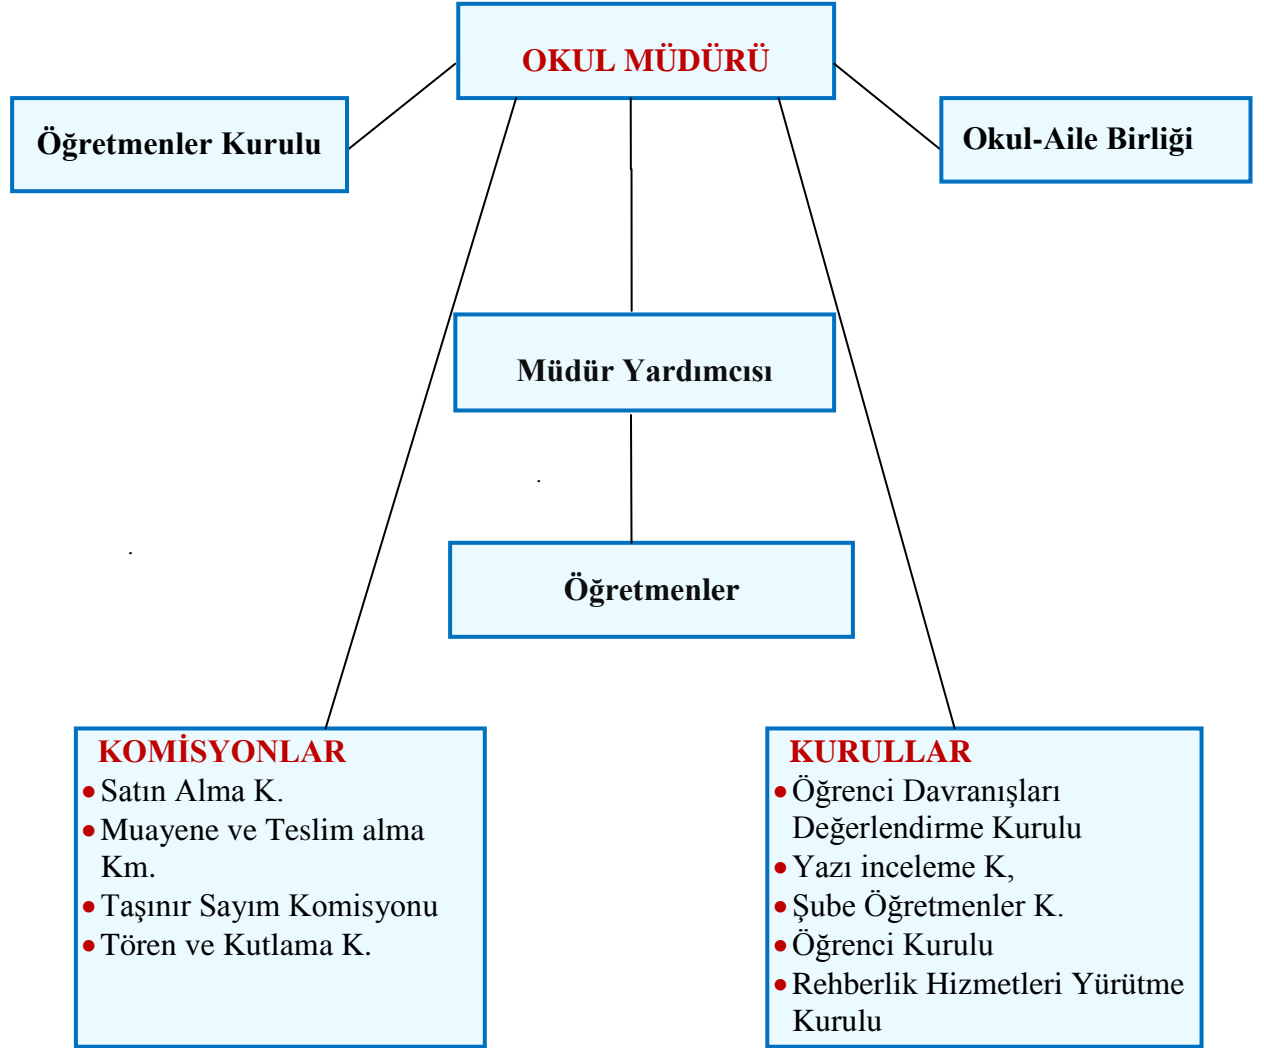 OKUL MÜDÜRÜ
Öğretmenler Kurulu
Okul-Aile Birliği
Müdür Yardımcısı
Öğretmenler
KOMİSYONLAR
• Satın Alma K.
• Muayene ve Teslim alma
Km.
• Taşınır Sayım Komisyonu
• Tören ve Kutlama K.
KURULLAR
• Öğrenci Davranışları
Değerlendirme Kurulu
• Yazı inceleme K,
• Şube Öğretmenler K.
• Öğrenci Kurulu
• Rehberlik Hizmetleri Yürütme
Kurulu